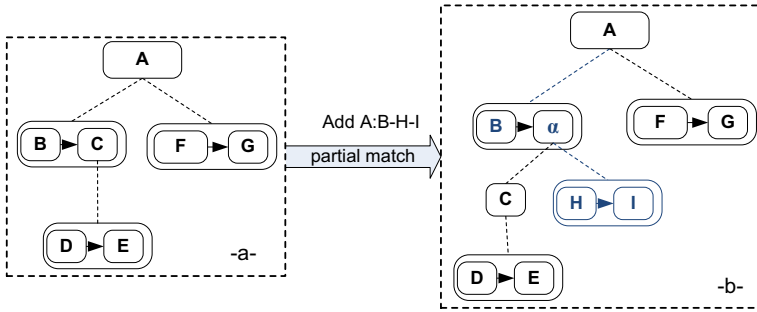 A
B C
F G
D E
-a-
Add A:B-H-I
partial match
A
B α
F G
C
H I
D E
-b-